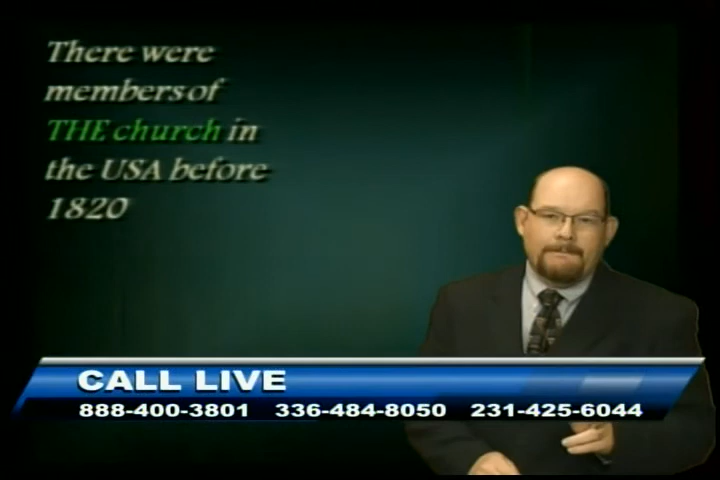 There were
members of
THE church in
the USA before
1820
CALL LIVE
888-400-3801 336-484-8050 231-425-6044